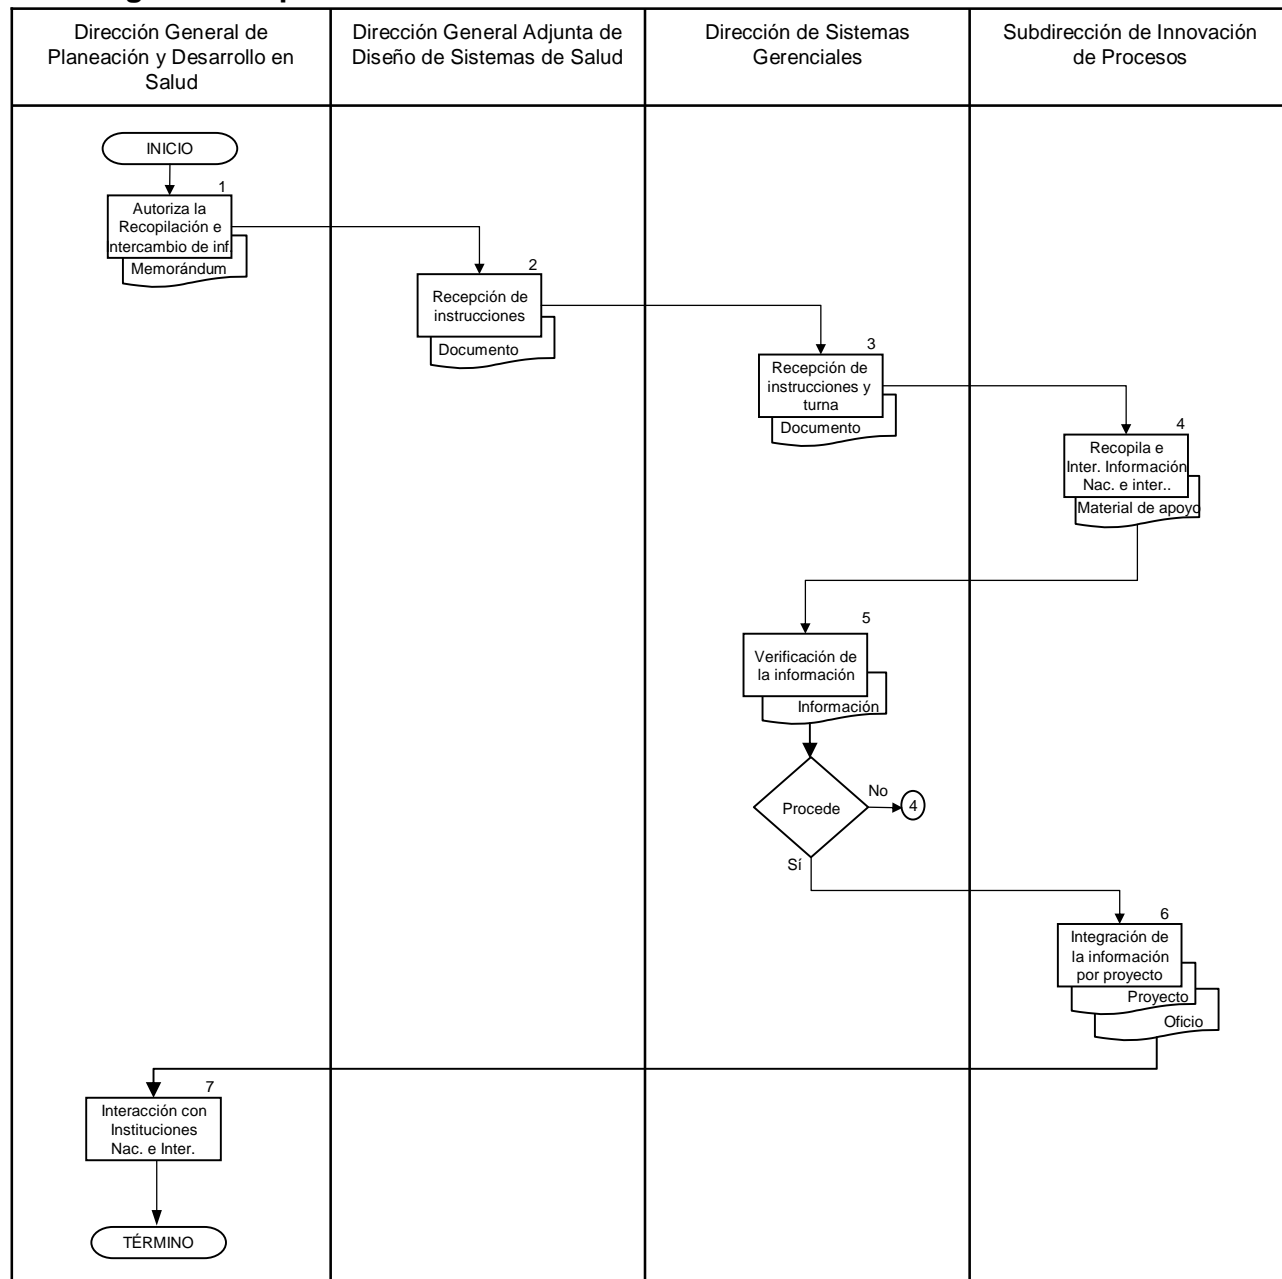 Dirección General de
Planeación y Desarrollo en
Salud
Dirección General Adjunta de
Diseño de Sistemas de Salud
Dirección de Sistemas
Gerenciales
Subdirección de Innovación
de Procesos
INICIO
1
Autoriza la
Recopilación e
Intercambio de inf.
Memorándum
2
Recepción de
instrucciones
Documento
3
Recepción de
instrucciones y
turna
Documento
4
Recopila e
Inter. Información
Nac. e inter..
Material de apoyo
5
Verificación de
la información
Información
Procede
No
4
Sí
6
Integración de
la información
por proyecto
Proyecto
Oficio
7
Interacción con
Instituciones
Nac. e Inter.
TÉRMINO